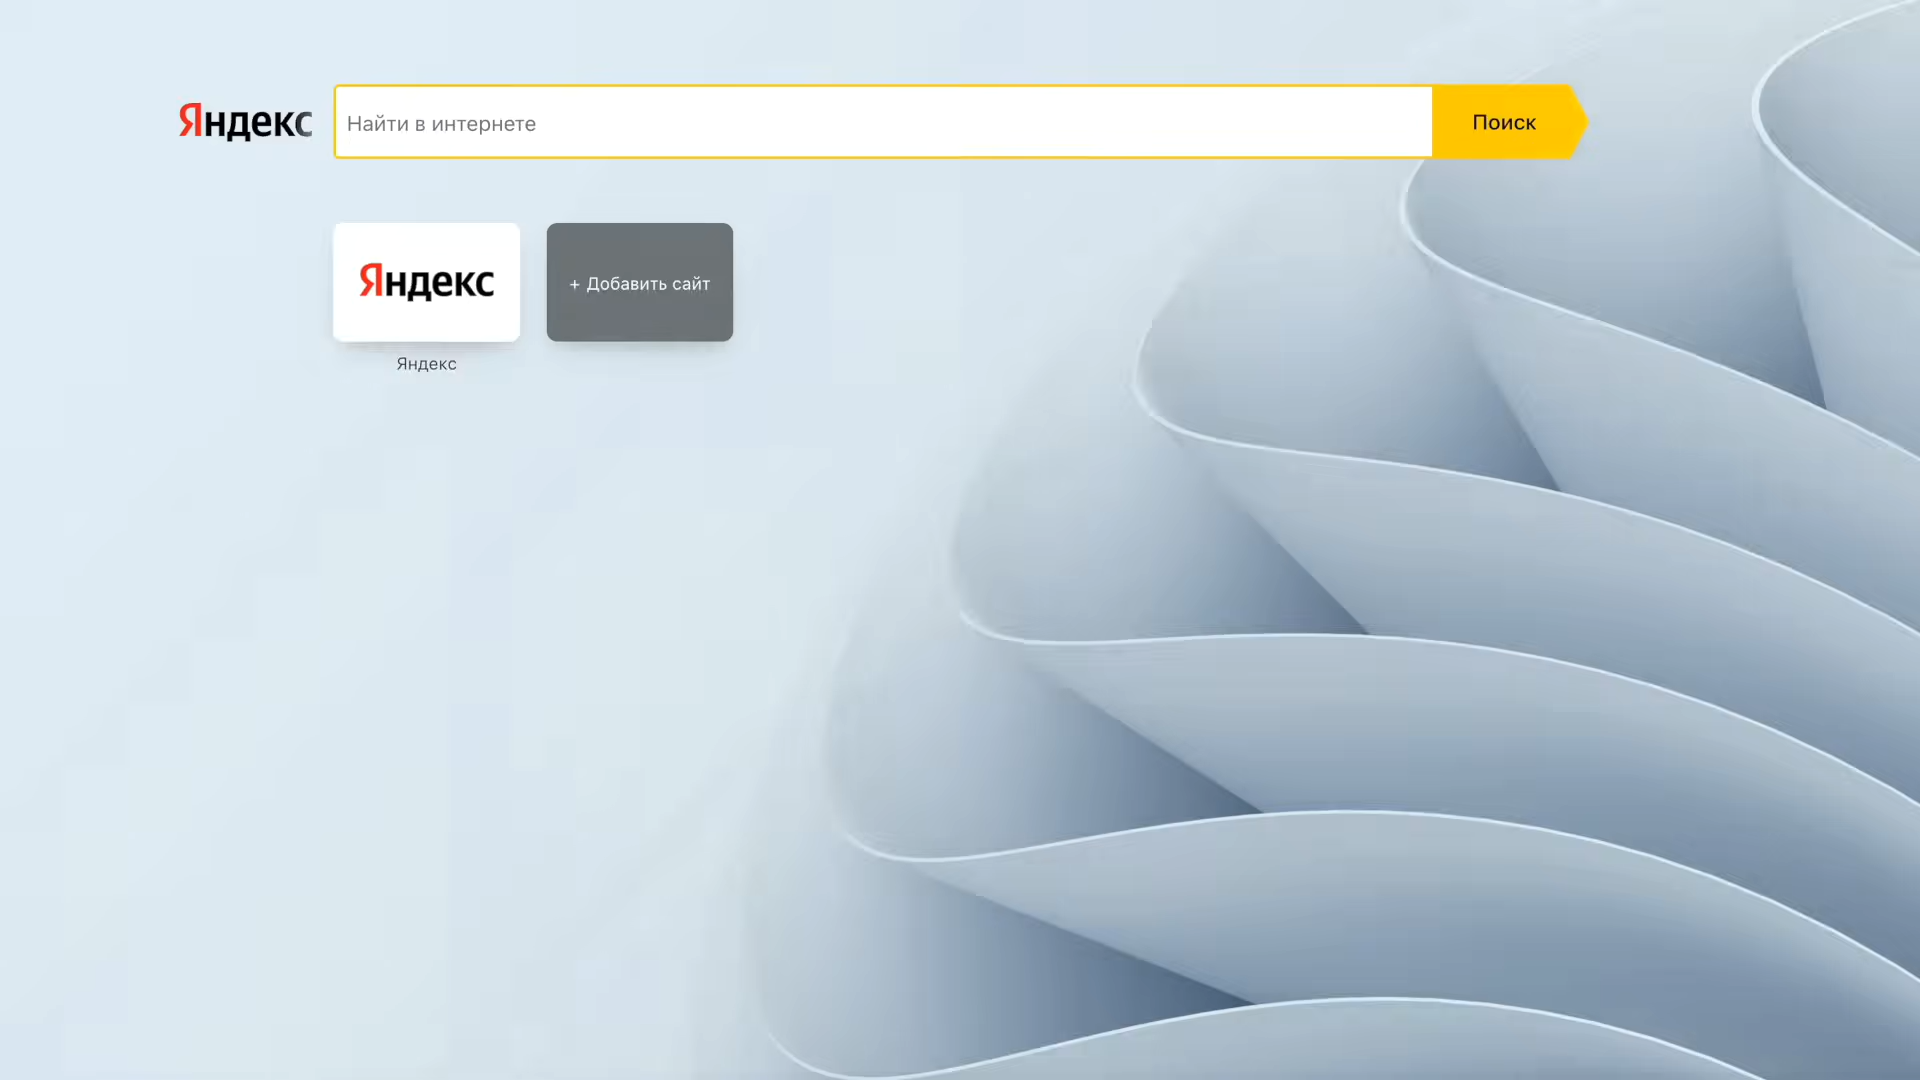 Яндекс
Найти в интернете
Поиск
Яндекс
+ Добавить сайт
Яндекс